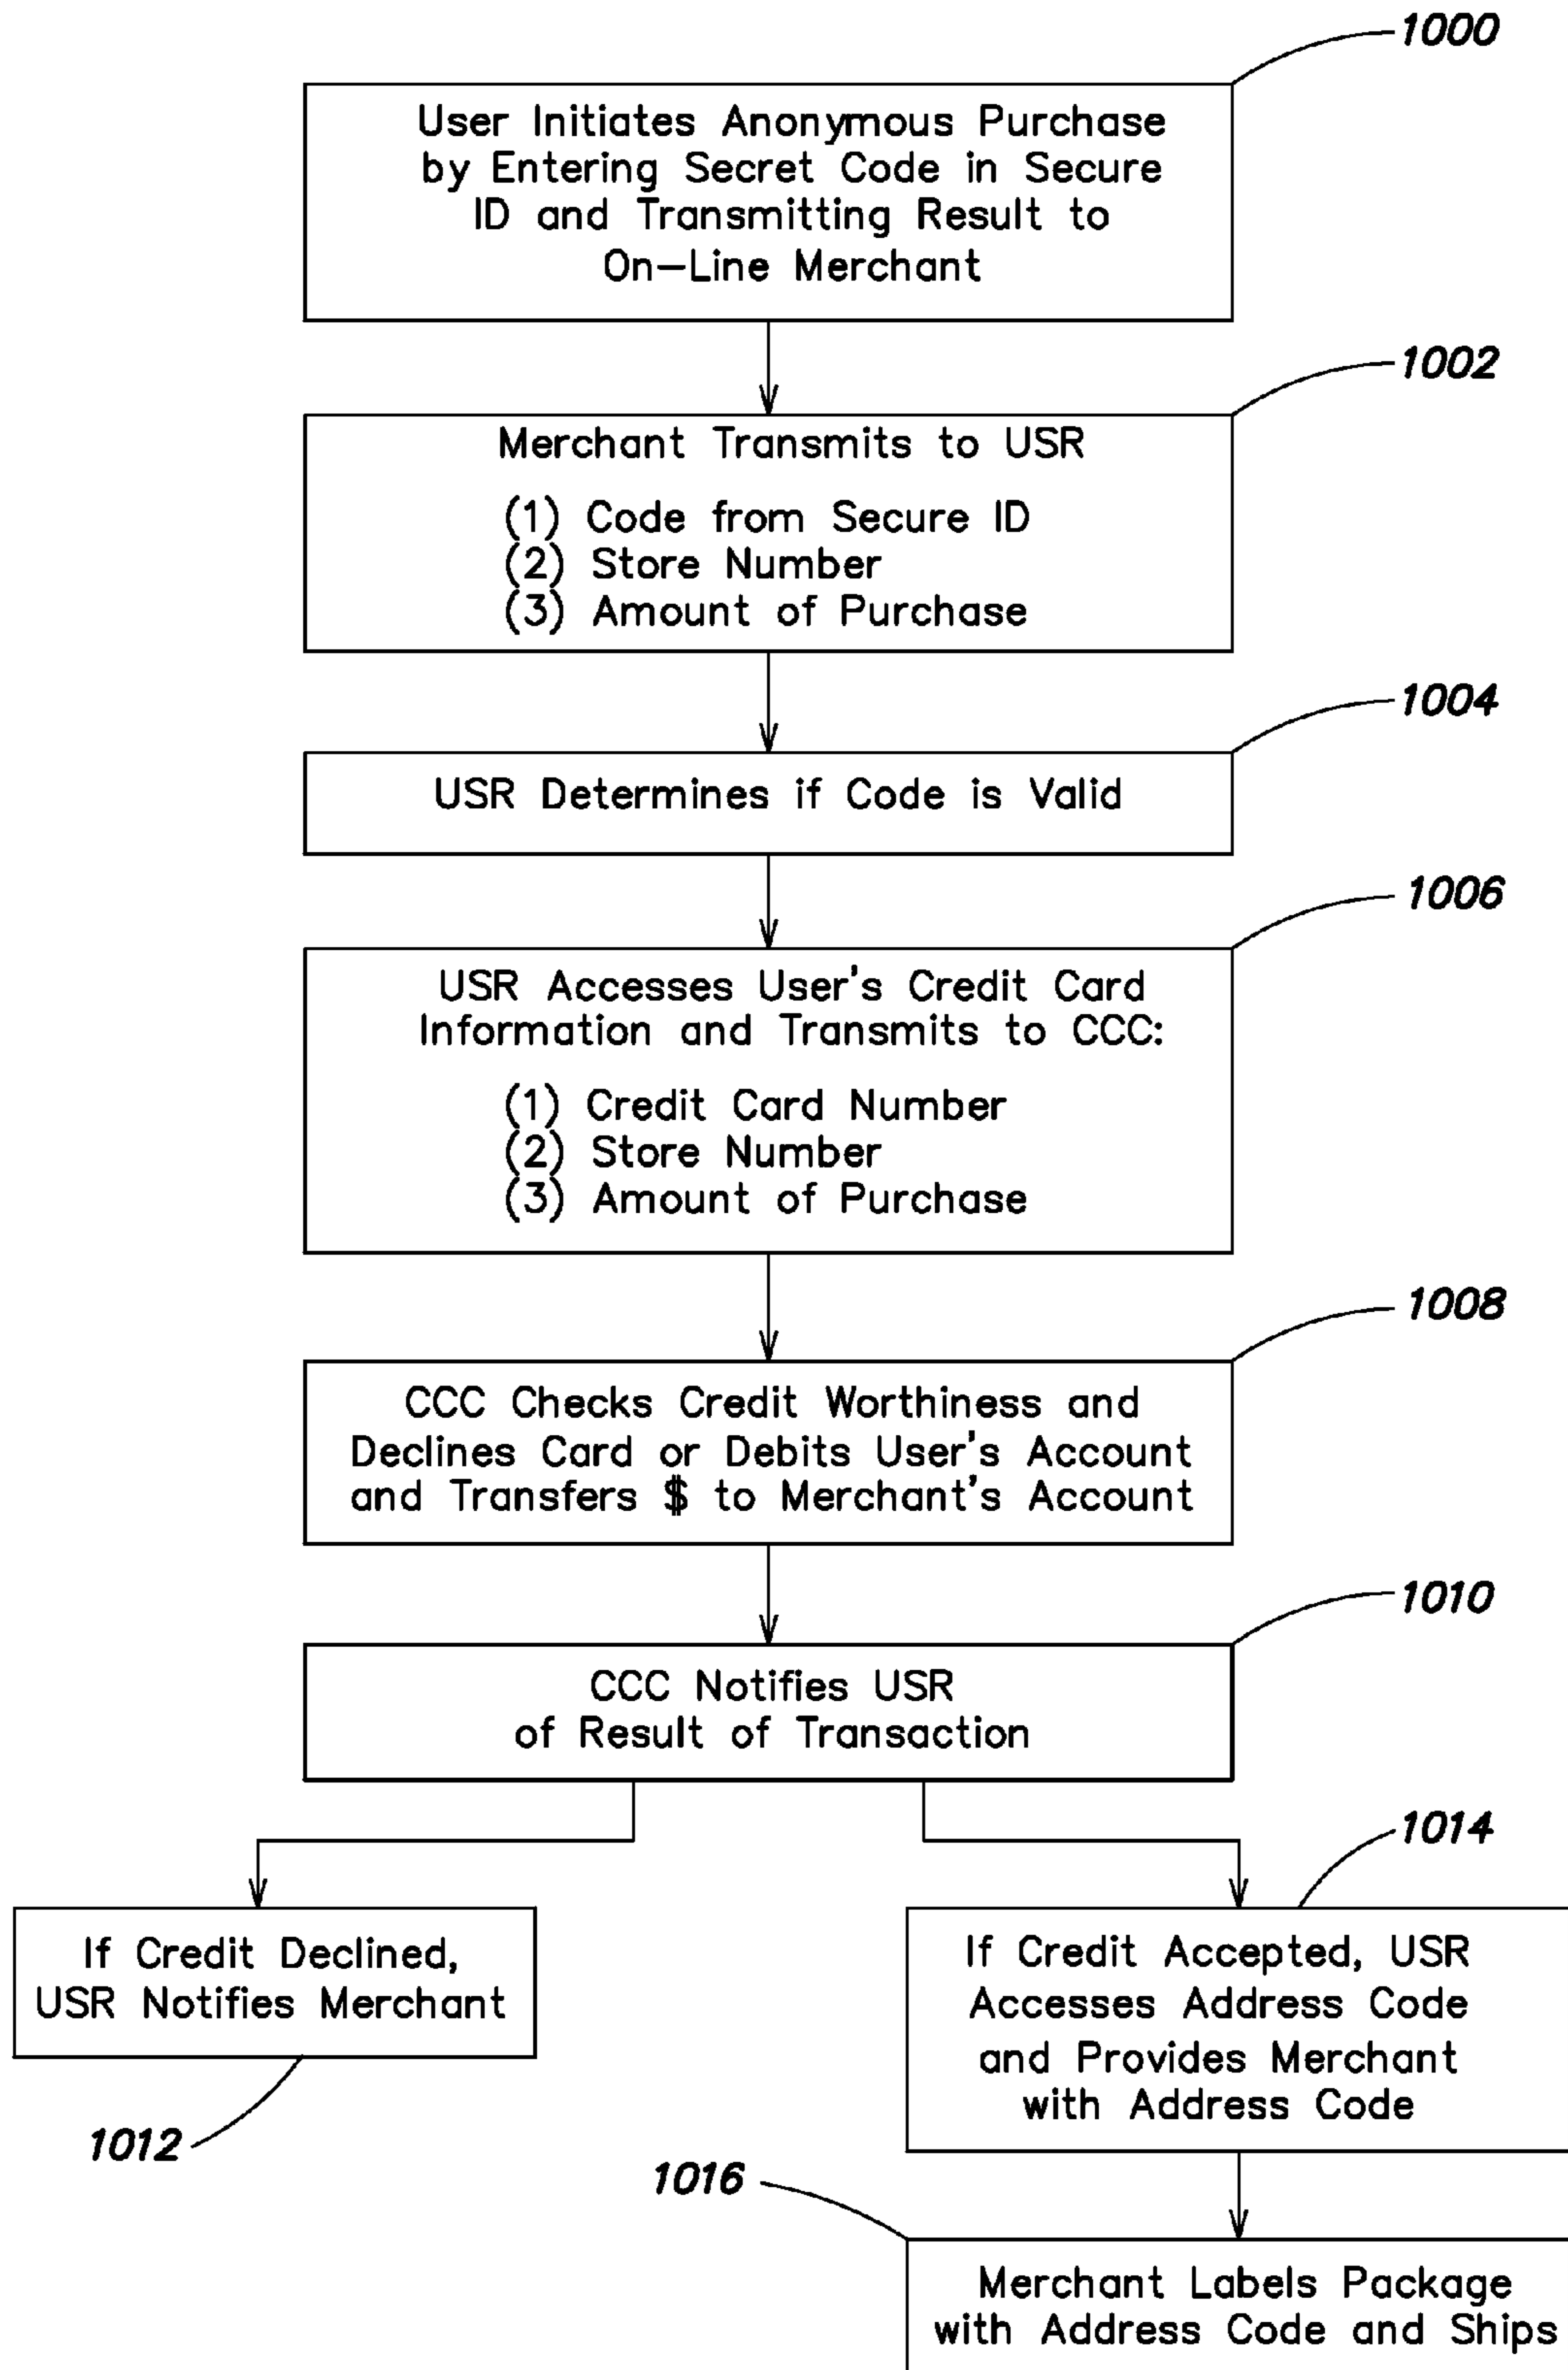 1000
User Initiates Anonymous Purchase
by Entering Secret Code in Secure
ID and Transmitting Result to
On-Line Merchant
1002
Merchant Transmits to USR
(1) Code from Secure ID
(2) Store Number
(3) Amount of Purchase
1004
USR Determines if Code is Valid
1006
USR Accesses User's Credit Card
Information and Transmits to CCC:
(1) Credit Card Number
(2) Store Number
(3) Amount of Purchase
1008
CCC Checks Credit Worthiness and
Declines Card or Debits User's Account
and Transfers $ to Merchant's Account
1010
CCC Notifies USR
of Result of Transaction
If Credit Declined,
USR Notifies Merchant
1012
1014
If Credit Accepted, USR
Accesses Address Code
and Provides Merchant
with Address Code
1016
Merchant Labels Package
with Address Code and Ships